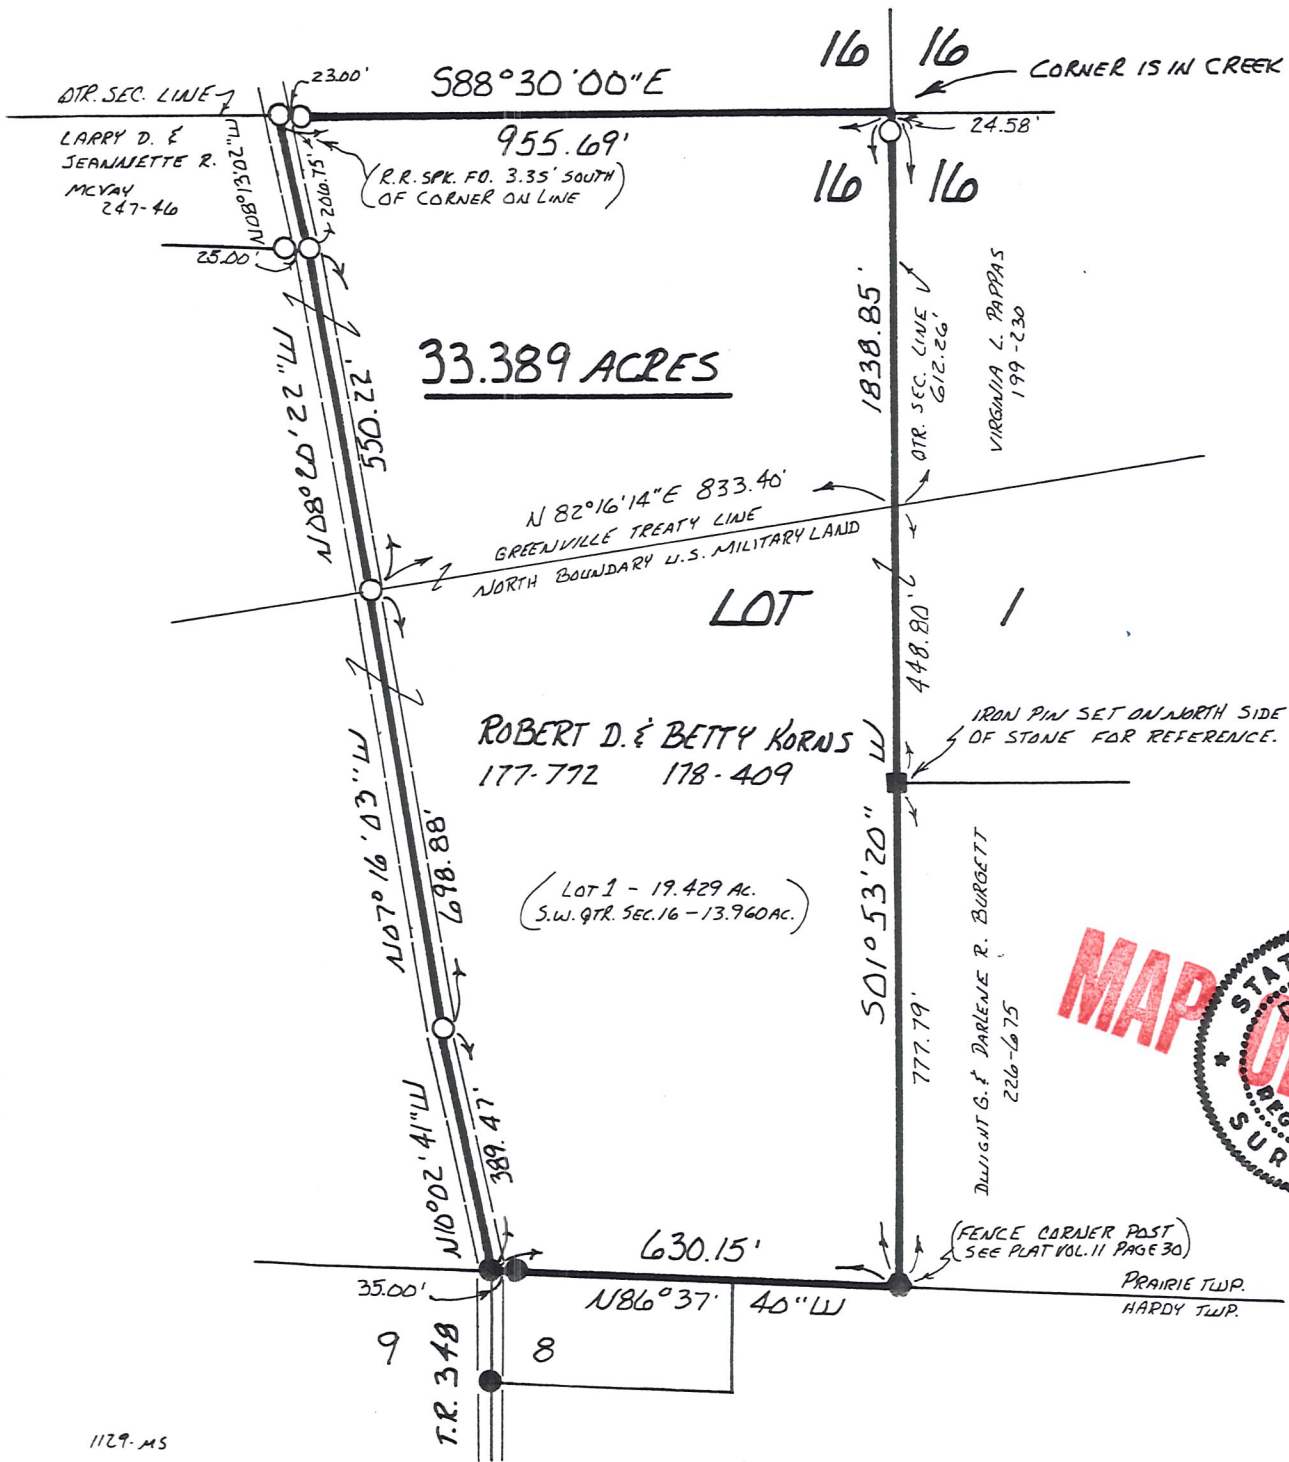 16 16
CORNER IS IN CREEK
QTR. SEC. LINE
23.00'
S88°30'00"E
955.69'
24.58'
LARRY D. &
JEANNETTE R.
MCVAY
247-46
N08°13'02"W
206.75'
(R.R. SPK. FD. 3.35' SOUTH
OF CORNER ON LINE)
16 16
25.00'
N08°20'22"W
550.22'
33.389 ACRES
1838.85'
QTR. SEC. LINE
612.26'
VIRGINIA L. PAPPAS
199-230
N 82°16'14"E 833.40'
GREENVILLE TREATY LINE
NORTH BOUNDARY U.S. MILITARY LAND
LOT 1
448.80'
IRON PIN SET ON NORTH SIDE
OF STONE FOR REFERENCE.
ROBERT D. & BETTY KORNS
177-772 178-409
N07°16'03"W
698.88'
(LOT 1 - 19.429 AC.
S.W. QTR. SEC. 16 - 13.960 AC.)
S01°53'20"W
777.79'
DWIGHT G. & DARLENE R. BURGETT
226-675
MAP
STAT
REG
SUR
N10°02'41"W
389.47'
630.15'
N86°37'40"W
(FENCE CORNER POST
SEE PLAT VOL. 11 PAGE 30)
PRAIRIE TWP.
HARDY TWP.
35.00'
9 8
T.R. 348
1129-MS